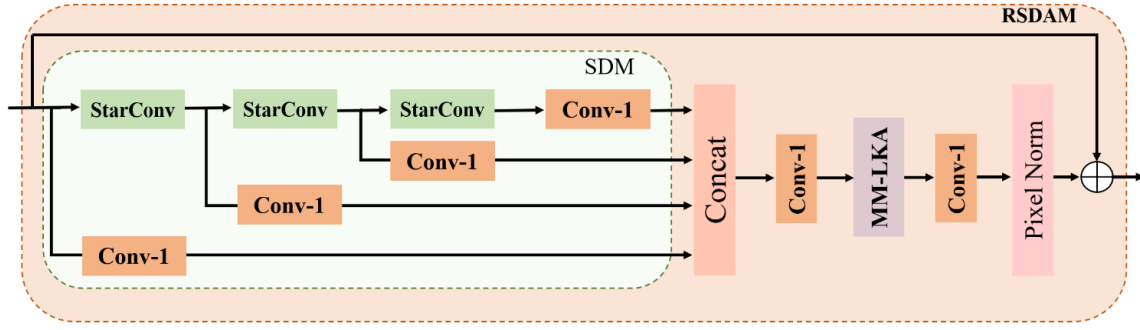 RSDAM
SDM
StarConv
StarConv
StarConv
Conv-1
Conv-1
Conv-1
Conv-1
Concat
Conv-1
MM-LKA
Conv-1
Pixel Norm